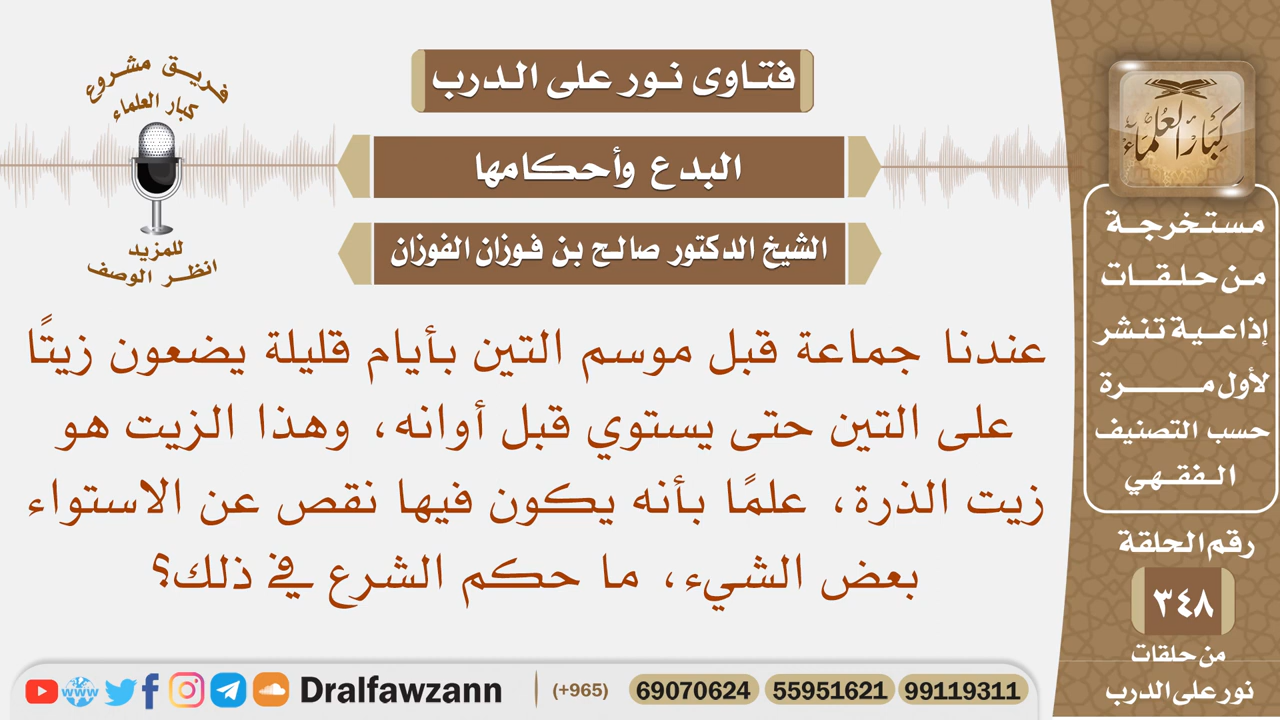 فتاوى نور على الدرب
البدع وأحكامها
الشيخ الدكتور صالح بن فوزان الفوزان
عندنا جماعة قبل موسم التين بأيام قليلة يضعون زيتًا
على التين حتى يستوي قبل أوانه، وهذا الزيت هو
زيت الذرة، علمًا بأنه يكون فيها نقص عن الاستواء
بعض الشيء، ما حكم الشرع في ذلك؟
فريق مشروع
كبار العلماء
للمزيد
انظر الوصف
كبار العلماء
مستخرجة
من حلقات
إذاعية تنشر
لأول مرة
حسب التصنيف
الفقهي
رقم الحلقة
٣٤٨
من حلقات
نور على الدرب
www
Dralfawzann
(+965)
69070624
55951621
99119311